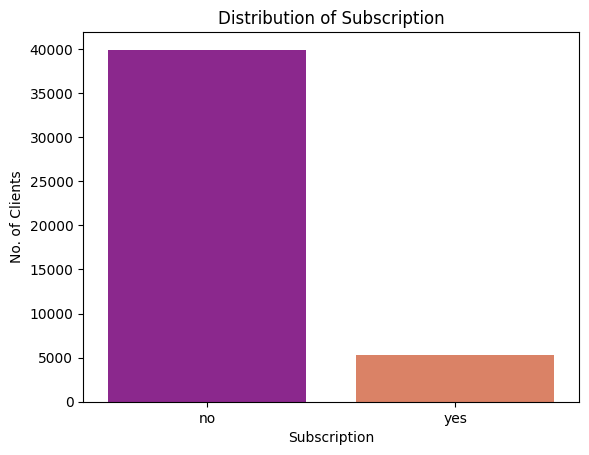 Distribution of Subscription
40000
35000
30000
25000
20000
15000
10000
5000
0
No. of Clients
no yes
Subscription